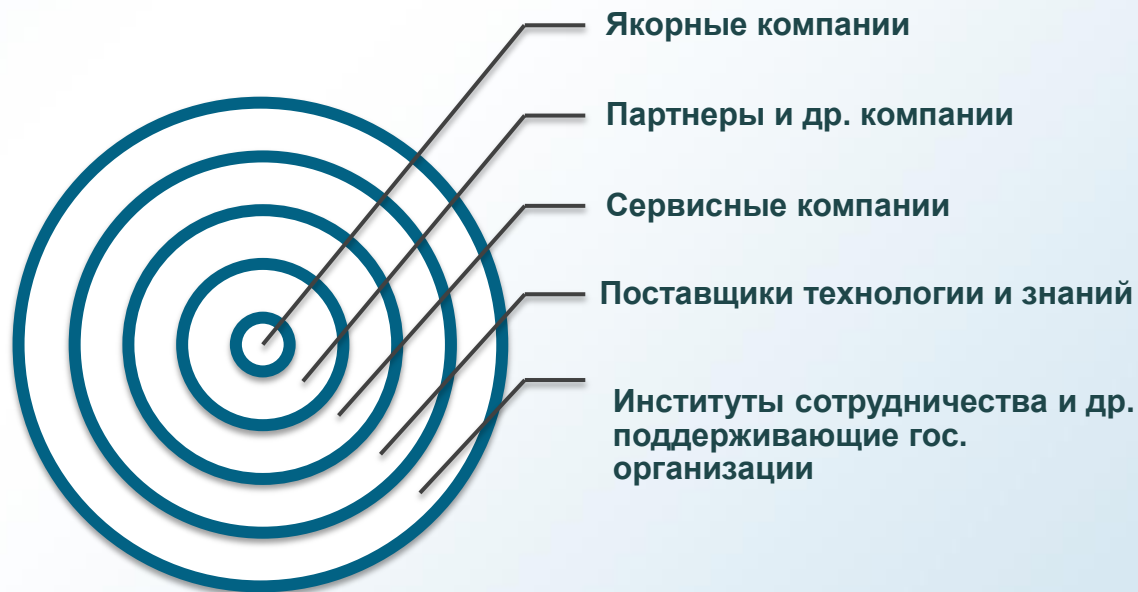 Якорные компании
Партнеры и др. компании
Сервисные компании
Поставщики технологии и знаний
Институты сотрудничества и др.
поддерживающие гос.
организации